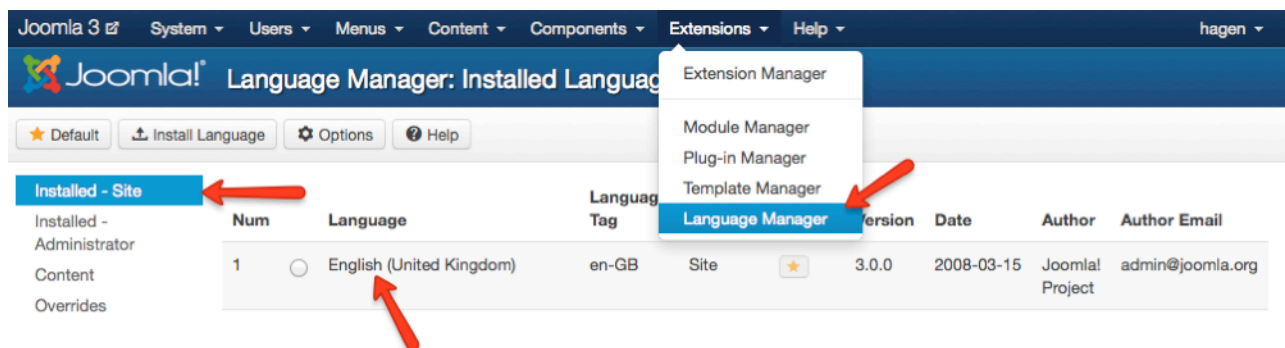 Joomla 3 System Users Menus Content Components Extensions Help hagen
Joomla!® Language Manager: Installed Languag
Extension Manager
Module Manager
Plug-in Manager
Template Manager
Language Manager
Default Install Language Options Help
Installed - Site
Installed -
Administrator
Content
Overrides
Num Language Languag
Tag ersion Date Author Author Email
1 English (United Kingdom) en-GB Site 3.0.0 2008-03-15 Joomla!
Project admin@joomla.org